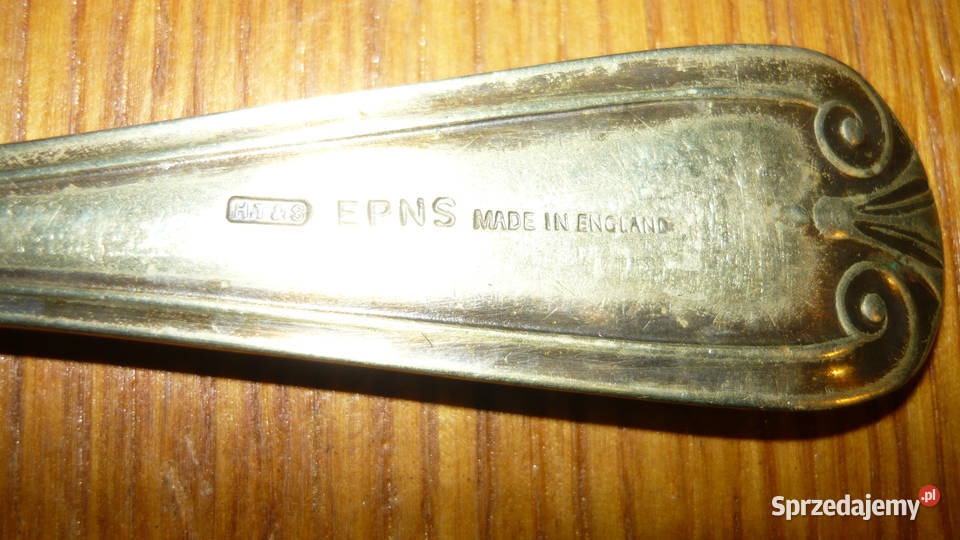 H.T & S EPNS MADE IN ENGLAND
Sprzedajemy.pl